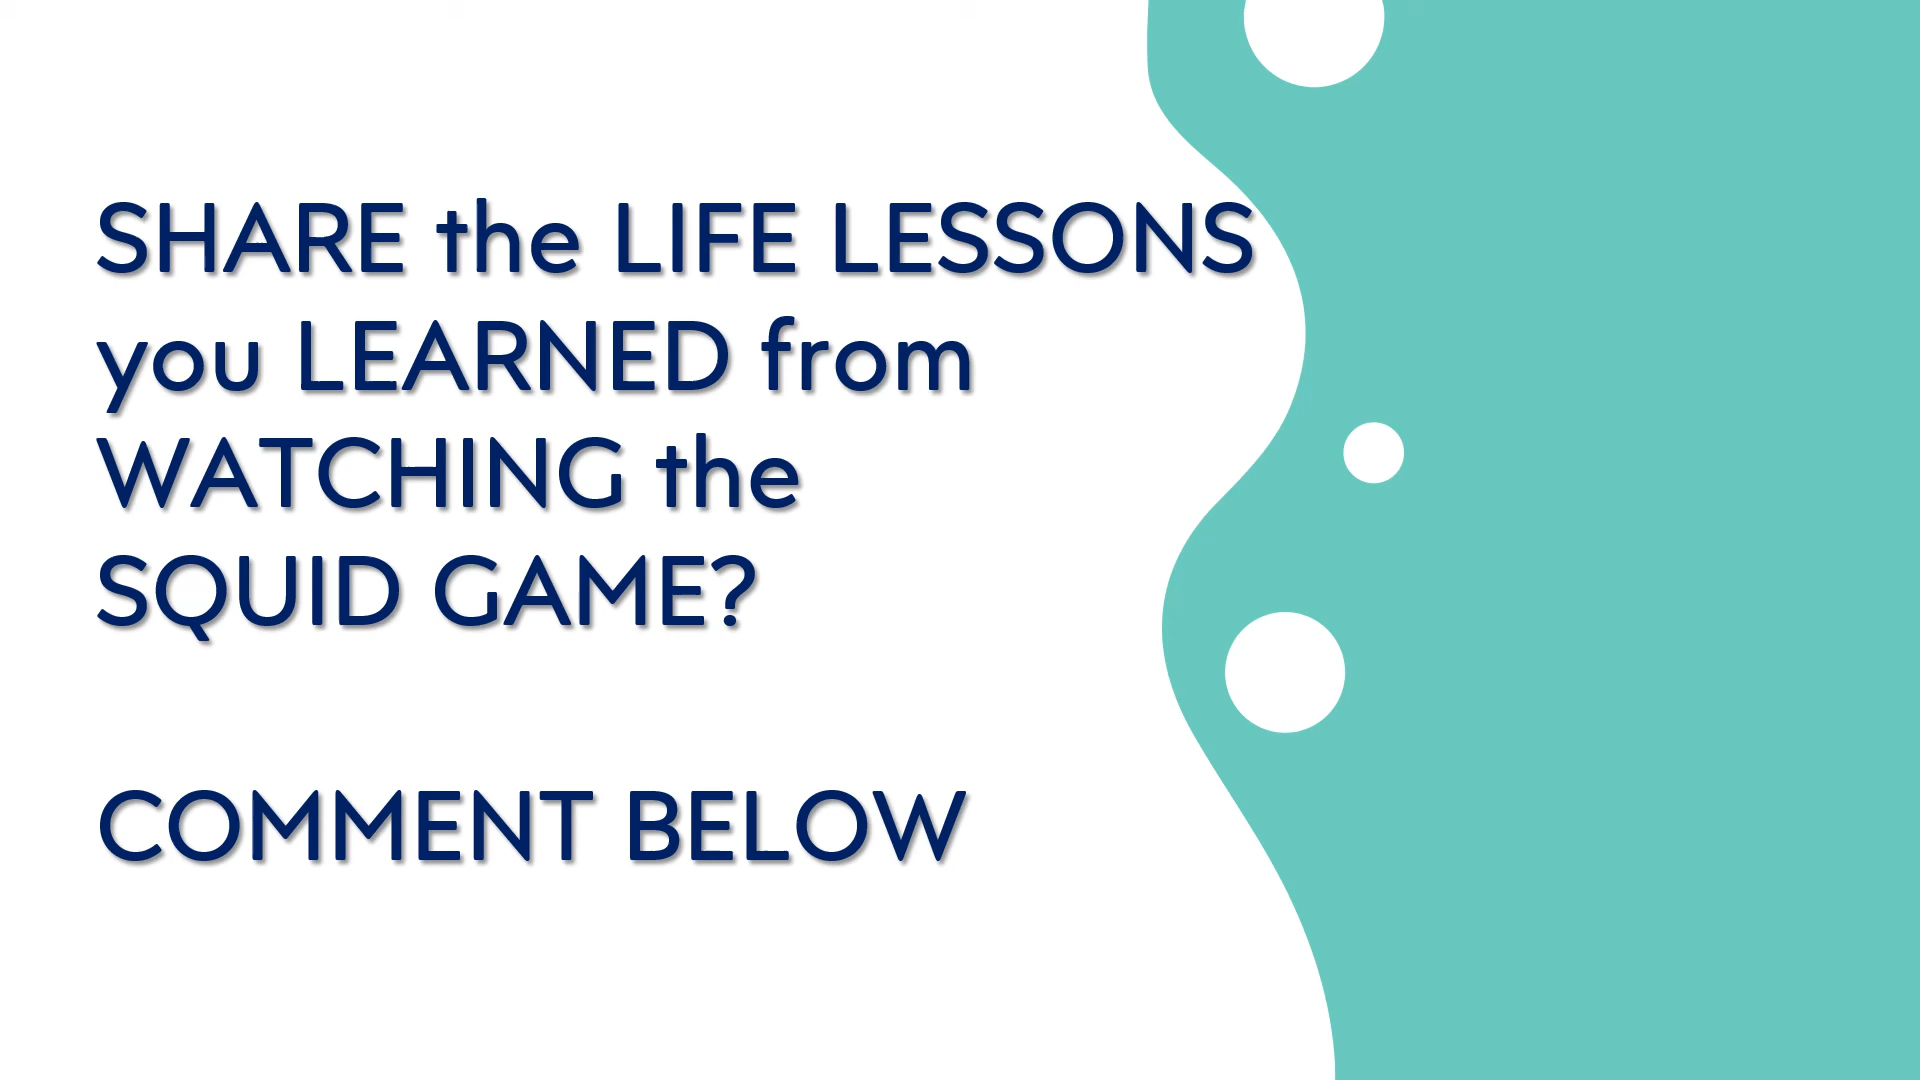 SHARE the LIFE LESSONS
you LEARNED from
WATCHING the
SQUID GAME?
COMMENT BELOW